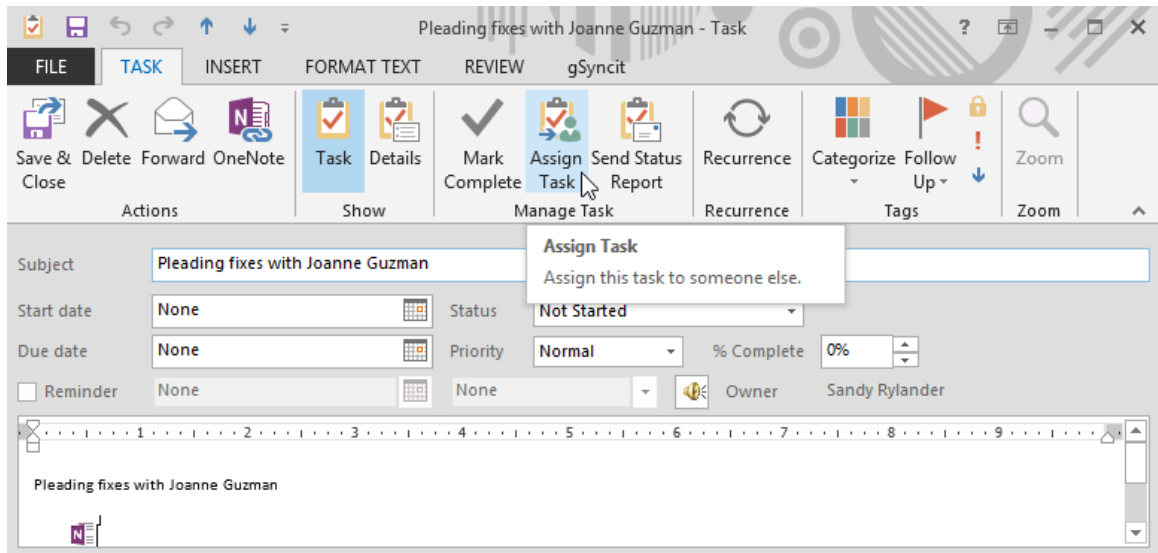 Pleading fixes with Joanne Guzman - Task
?
FILE TASK INSERT FORMAT TEXT REVIEW gSyncit
Save & Close
Delete
Forward
OneNote
Task
Details
Mark Complete
Assign Task
Send Status Report
Recurrence
Categorize
Follow Up
Zoom
Actions Show Manage Task Recurrence Tags Zoom
Assign Task
Assign this task to someone else.
Subject Pleading fixes with Joanne Guzman
Start date None Status Not Started
Due date None Priority Normal % Complete 0%
Reminder None None Owner Sandy Rylander
1 2 3 4 5 6 7 8 9
Pleading fixes with Joanne Guzman
N